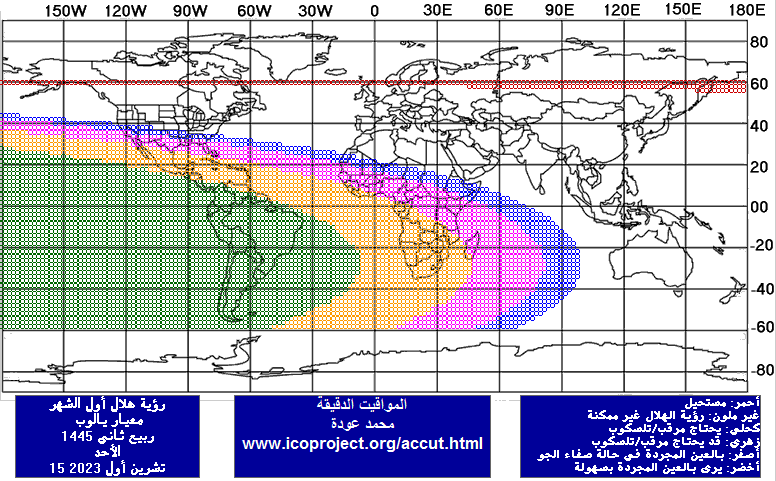 150W 120W 90W 60W 30W 0 30E 60E 90E 120E 150E 180E
80
60
40
20
00
-20
-40
-60
-80
رؤية هلال أول الشهر
معيار يالوب
ربيع ثاني 1445
الأحد
15 تشرين أول 2023
المواقيت الدقيقة
محمد عودة
www.icoproject.org/accut.html
أحمر: مستحيل
غير ملون: رؤية الهلال غير ممكنة
كحلي: يحتاج مرقب/تلسكوب
زهري: قد يحتاج مرقب/تلسكوب
أصفر: بالعين المجردة في حالة صفاء الجو
أخضر: يرى بالعين المجردة بسهولة